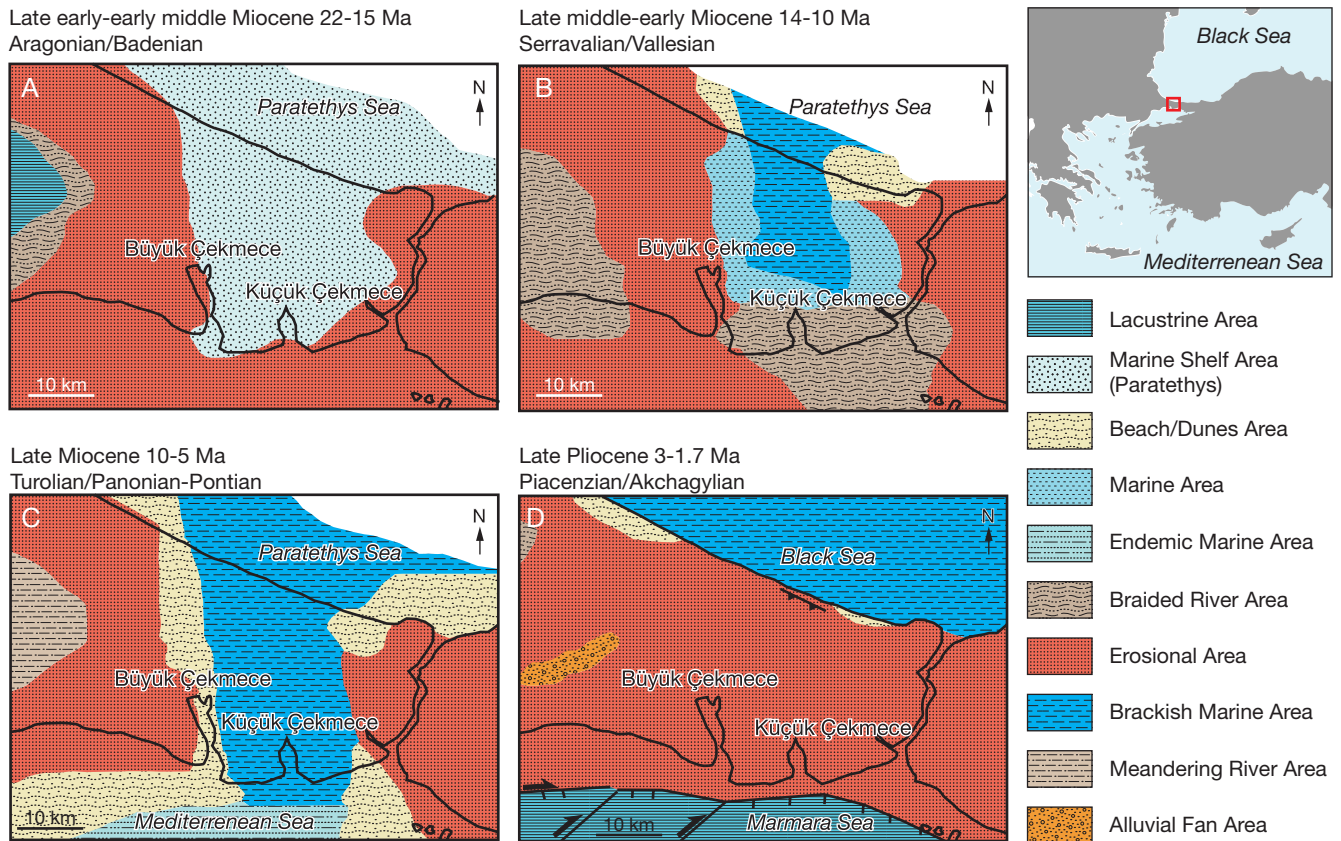 Late early-early middle Miocene 22-15 Ma
Aragonian/Badenian
A
Paratethys Sea
N
Büyük Çekmece
Küçük Çekmece
10 km
Late middle-early Miocene 14-10 Ma
Serravalian/Vallesian
B
Paratethys Sea
N
Büyük Çekmece
Küçük Çekmece
10 km
Late Miocene 10-5 Ma
Turolian/Panonian-Pontian
C
Paratethys Sea
N
Büyük Çekmece
Küçük Çekmece
10 km
Mediterrenean Sea
Late Pliocene 3-1.7 Ma
Piacenzian/Akchagylian
D
Black Sea
N
Büyük Çekmece
Küçük Çekmece
10 km
Marmara Sea
Black Sea
Mediterrenean Sea
Lacustrine Area
Marine Shelf Area
(Paratethys)
Beach/Dunes Area
Marine Area
Endemic Marine Area
Braided River Area
Erosional Area
Brackish Marine Area
Meandering River Area
Alluvial Fan Area